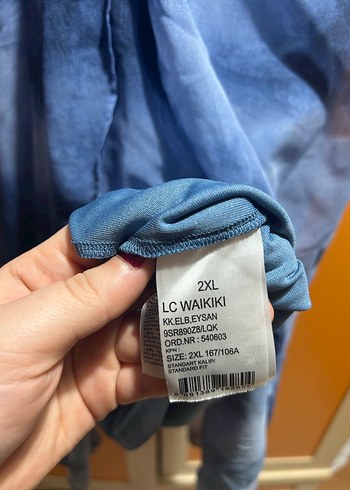 2XL
LC WAIKIKI
KK.ELB.EYSAN
9SR890Z8/LQK
ORD.NR : 540603
KPN :
SIZE: 2XL 167/106A
STANDART KALIP/
STANDARD FIT